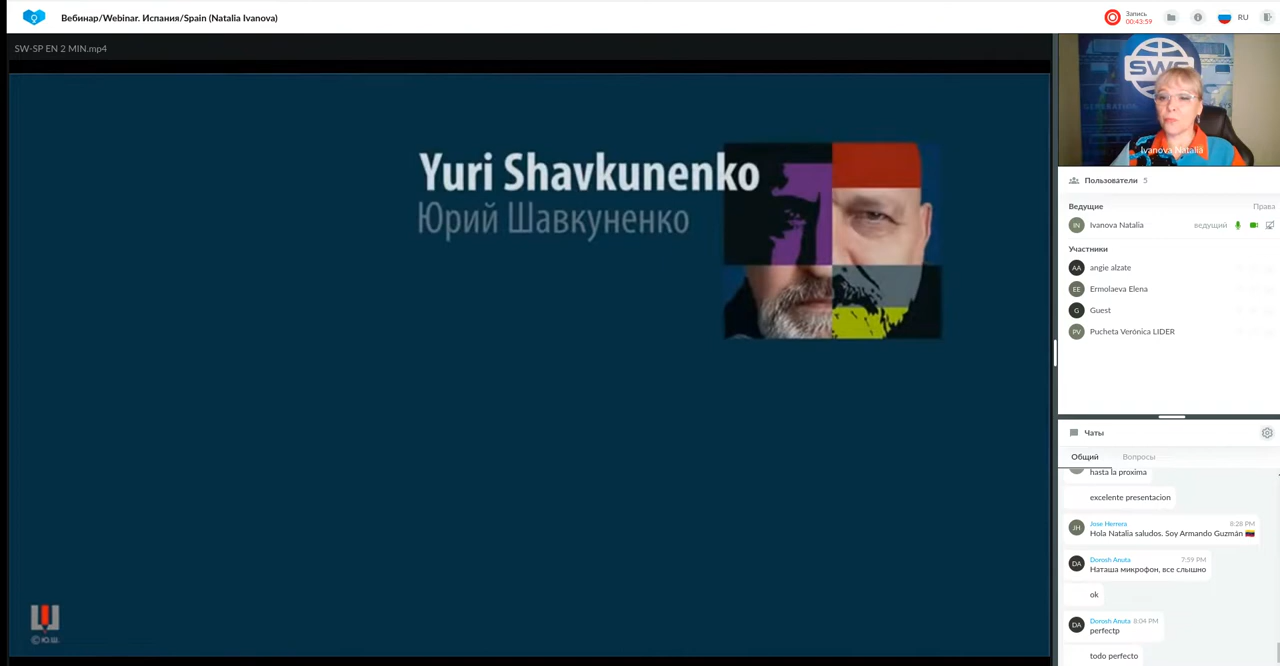 Вебинар/Webinar. Испания/Spain (Natalia Ivanova)
Запись
00:43:59
RU
SW-SP EN 2 MIN.mp4
Yuri Shavkunenko
Юрий Шавкуненко
© Ю.Ш.
SWS
Ivanova Natalia
Пользователи 5
Ведущие Права
IN Ivanova Natalia ведущий
Участники
AA angie alzate
EE Ermolaeva Elena
G Guest
PV Pucheta Verónica LIDER
Чаты
Общий Вопросы
hasta la proxima
excelente presentacion
JH Jose Herrera 8:28 PM
Hola Natalia saludos. Soy Armando Guzmán 🇻🇪
DA Dorosh Anuta 7:59 PM
Наташа микрофон, все слышно
ok
DA Dorosh Anuta 8:04 PM
perfectp
todo perfecto